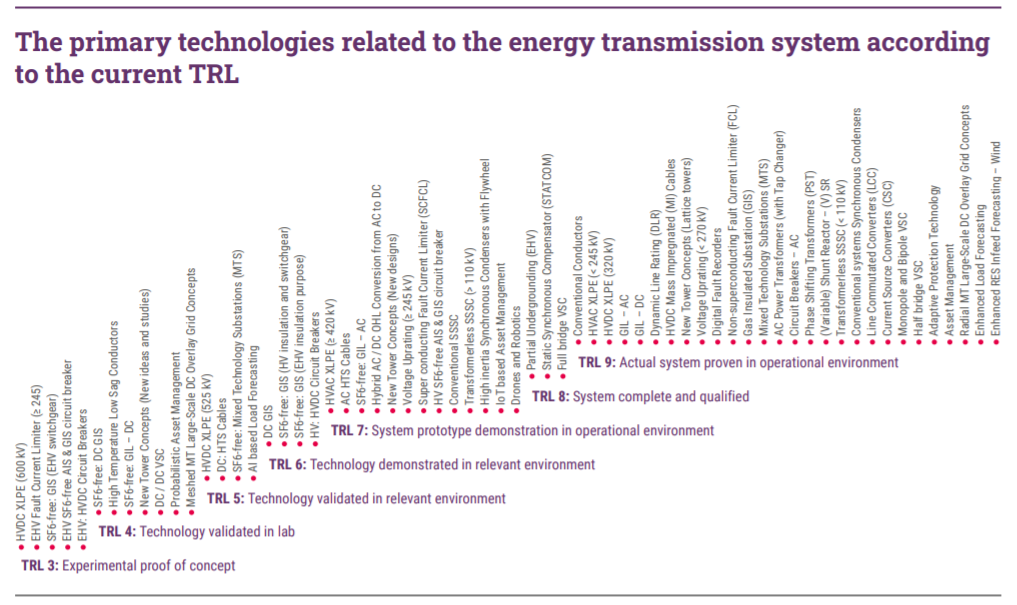 The primary technologies related to the energy transmission system according
to the current TRL
HVDC XLPE (600 kV)
EHV Fault Current Limiter (≥ 245)
SF6-free: GIS (EHV switchgear)
EHV SF6-free AIS & GIS circuit breaker
EHV: HVDC Circuit Breakers
TRL 3: Experimental proof of concept
SF6-free: DC GIS
High Temperature Low Sag Conductors
SF6-free: GIL – DC
New Tower Concepts (New ideas and studies)
DC / DC VSC
Probabilistic Asset Management
Meshed MT Large-Scale DC Overlay Grid Concepts
TRL 4: Technology validated in lab
HVDC XLPE (525 kV)
DC: HTS Cables
SF6-free: Mixed Technology Substations (MTS)
AI based Load Forecasting
TRL 5: Technology validated in relevant environment
DC GIS
SF6-free: GIS (HV insulation and switchgear)
SF6-free: GIS (EHV insulation purpose)
HV: HVDC Circuit Breakers
TRL 6: Technology demonstrated in relevant environment
HVAC XLPE (≥ 420 kV)
AC HTS Cables
SF6-free: GIL – AC
Hybrid AC / DC OHL Conversion from AC to DC
New Tower Concepts (New designs)
Voltage Uprating (≥ 245 kV)
Super conducting Fault Current Limiter (SCFCL)
HV SF6-free AIS & GIS circuit breaker
Conventional SSSC
Transformerless SSSC (> 110 kV)
High inertia Synchronous Condensers with Flywheel
IoT based Asset Management
Drones and Robotics
TRL 7: System prototype demonstration in operational environment
Partial Undergrounding (EHV)
Static Synchronous Compensator (STATCOM)
Full bridge VSC
TRL 8: System complete and qualified
Conventional Conductors
HVAC XLPE (< 245 kV)
HVDC XLPE (320 kV)
GIL – AC
GIL – DC
Dynamic Line Rating (DLR)
HVDC Mass Impregnated (MI) Cables
New Tower Concepts (Lattice towers)
Voltage Uprating (< 270 kV)
Digital Fault Recorders
Non-superconducting Fault Current Limiter (FCL)
Gas Insulated Substation (GIS)
Mixed Technology Substations (MTS)
AC Power Transformers (with Tap Changer)
Circuit Breakers – AC
Phase Shifting Transformers (PST)
(Variable) Shunt Reactor – (V) SR
Transformerless SSSC (< 110 kV)
Conventional systems Synchronous Condensers
Line Commutated Converters (LCC)
Current Source Converters (CSC)
Monopole and Bipole VSC
Half bridge VSC
Adaptive Protection Technology
Asset Management
Radial MT Large-Scale DC Overlay Grid Concepts
Enhanced Load Forecasting
Enhanced RES Infeed Forecasting – Wind
TRL 9: Actual system proven in operational environment